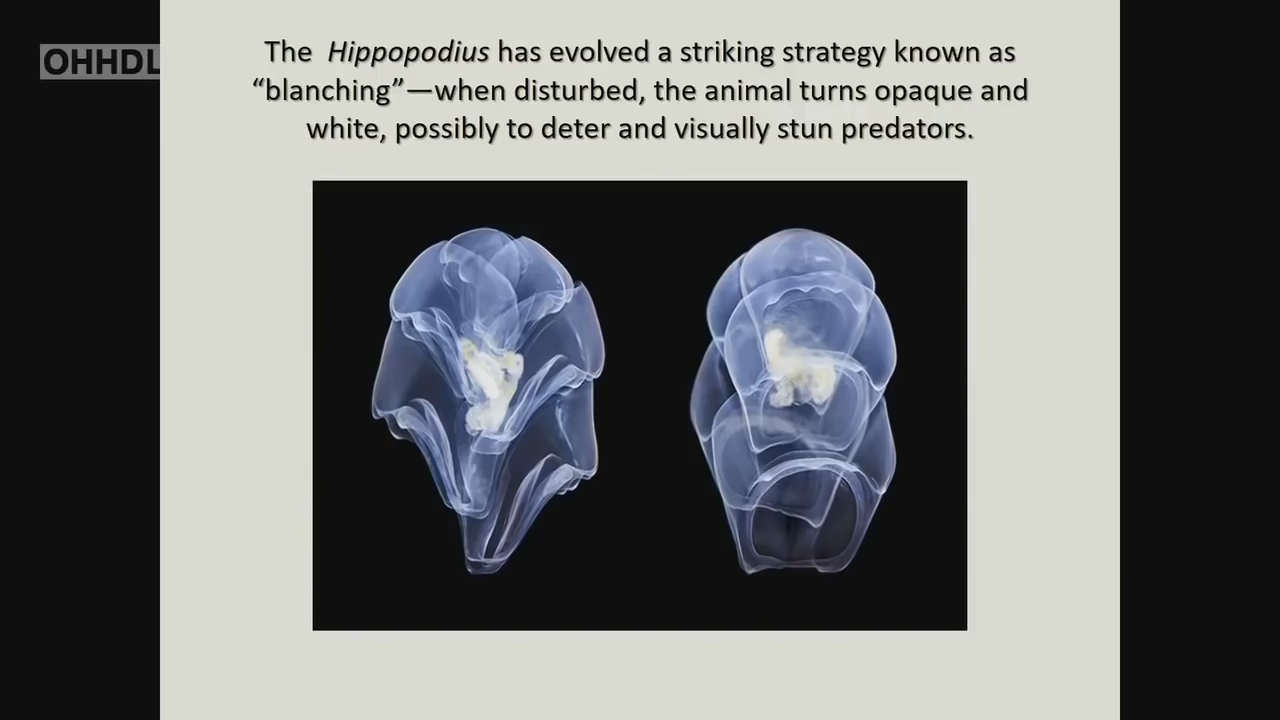 OHHDL
The Hippopodius has evolved a striking strategy known as
“blanching”—when disturbed, the animal turns opaque and
white, possibly to deter and visually stun predators.